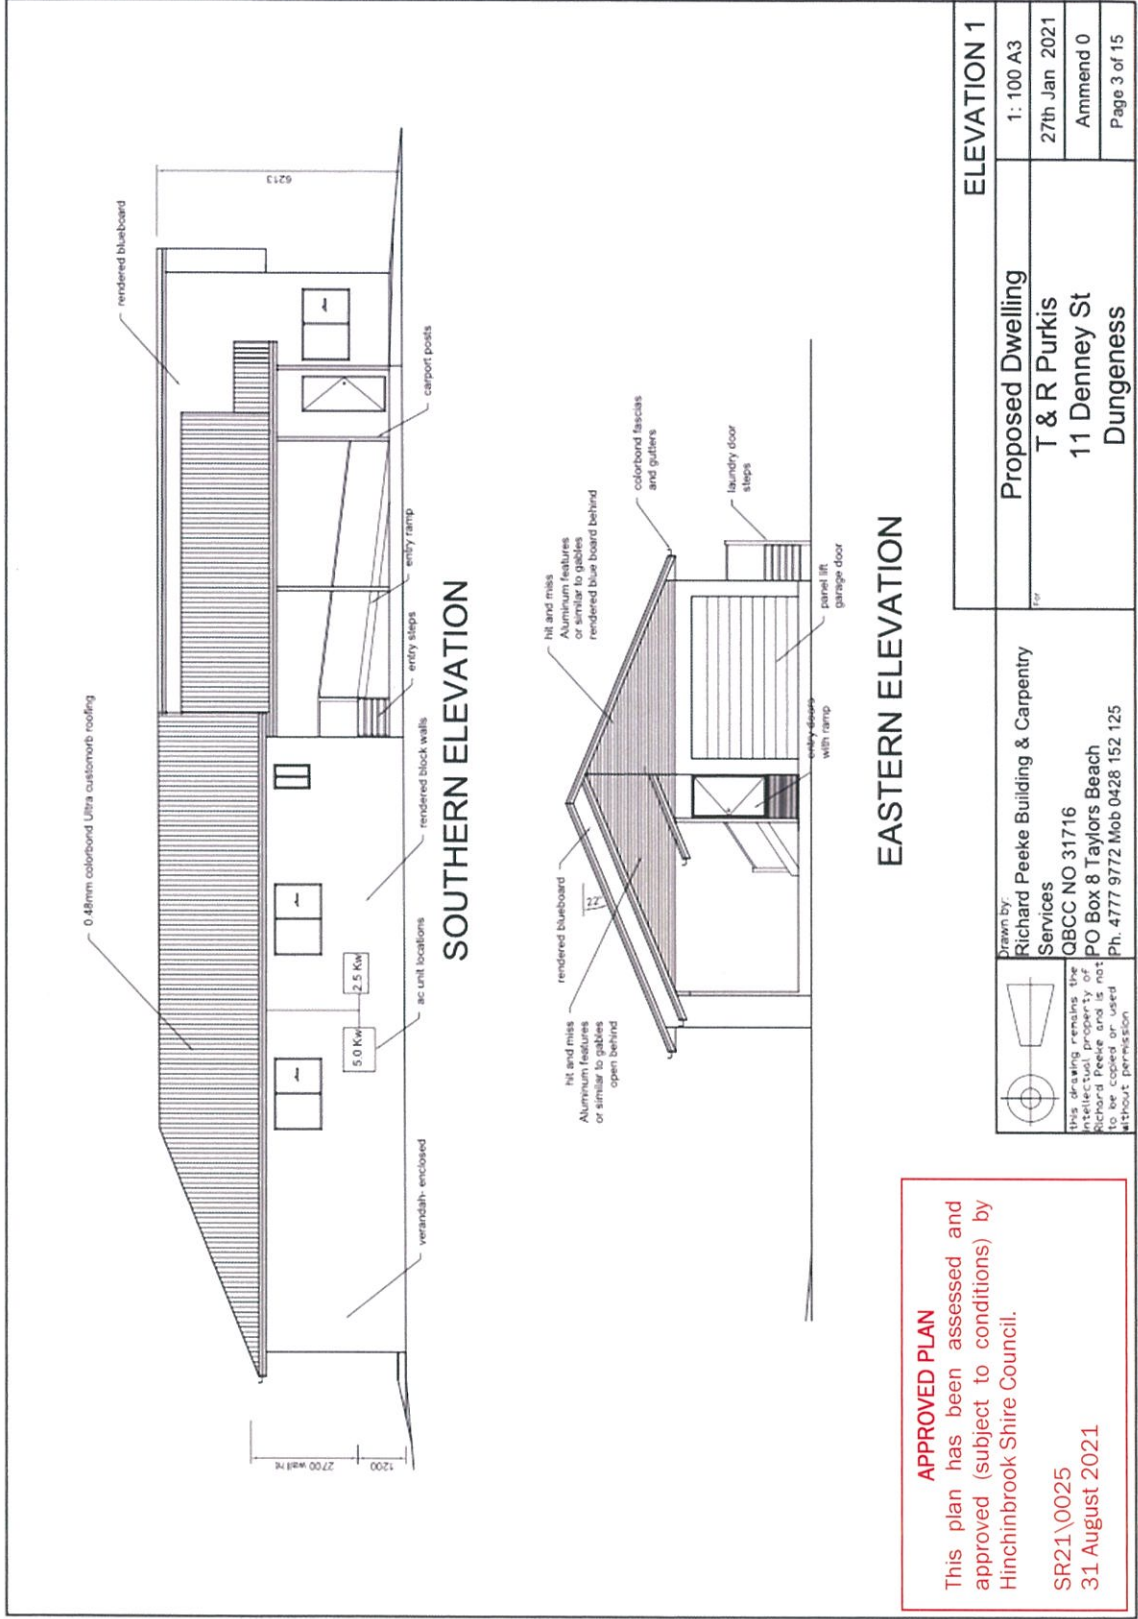 0.48mm colorbond Ultra customorb roofing
rendered blueboard
6213
2700 wall ht
1200
5.0 Kw
2.5 Kw
verandah- enclosed
ac unit locations
rendered block walls
entry steps
entry ramp
carport posts
SOUTHERN ELEVATION
hit and miss
Aluminum features
or similar to gables
open behind
rendered blueboard
22°
hit and miss
Aluminum features
or similar to gables
rendered blue board behind
colorbond fascias
and gutters
laundry door
steps
entry doors
with ramp
panel lift
garage door
EASTERN ELEVATION
APPROVED PLAN
This plan has been assessed and
approved (subject to conditions) by
Hinchinbrook Shire Council.
SR21\0025
31 August 2021
this drawing remains the
intellectual property of
Richard Peeke and is not
to be copied or used
without permission
Drawn by:
Richard Peeke Building & Carpentry
Services
QBCC NO 31716
PO Box 8 Taylors Beach
Ph. 4777 9772 Mob 0428 152 125
ELEVATION 1
Proposed Dwelling
For
T & R Purkis
11 Denney St
Dungeness
1: 100 A3
27th Jan 2021
Ammend 0
Page 3 of 15